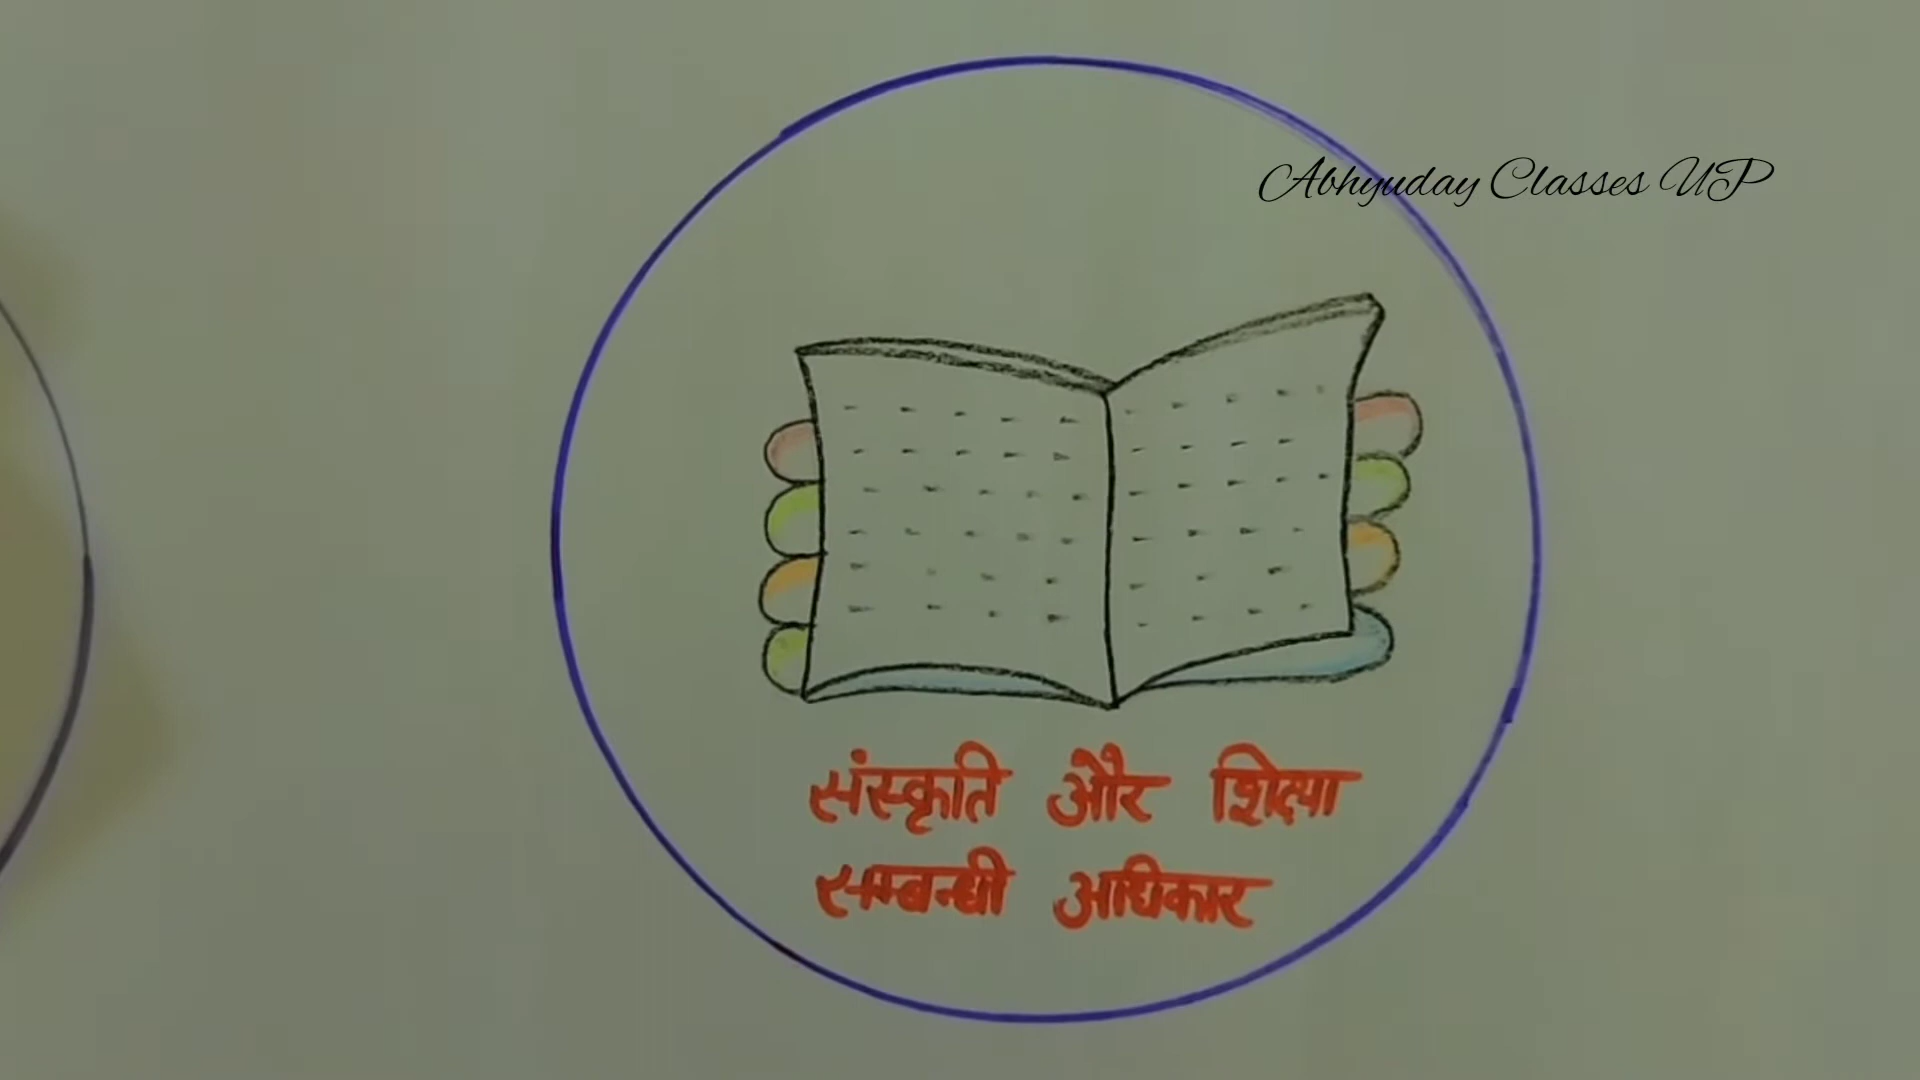 Abhyuday Classes UP
संस्कृति और शिक्षा
सम्बन्धी अधिकार